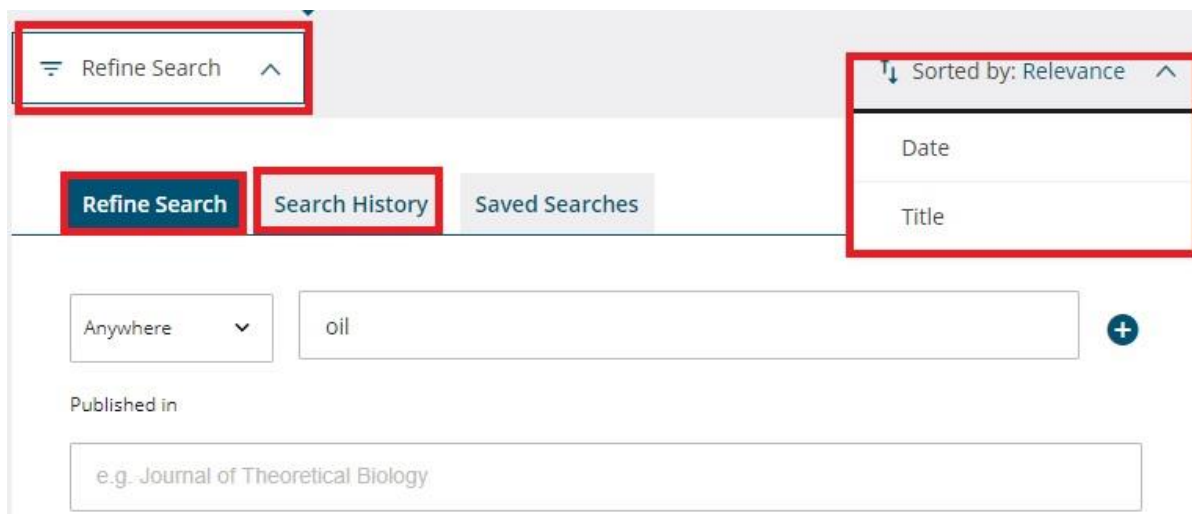 Refine Search
Sorted by: Relevance
Date
Title
Refine Search
Search History
Saved Searches
Anywhere
oil
Published in
e.g. Journal of Theoretical Biology